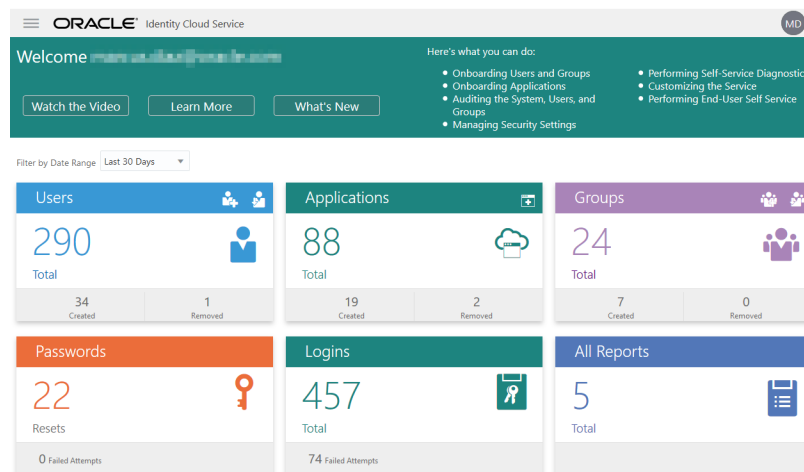 ORACLE® Identity Cloud Service
MD
Welcome
Watch the Video
Learn More
What's New
Here's what you can do:
• Onboarding Users and Groups
• Onboarding Applications
• Auditing the System, Users, and
Groups
• Managing Security Settings
• Performing Self-Service Diagnostic
• Customizing the Service
• Performing End-User Self Service
Filter by Date Range Last 30 Days
Users
290
Total
34
Created
1
Removed
Applications
88
Total
19
Created
2
Removed
Groups
24
Total
7
Created
0
Removed
Passwords
22
Resets
0 Failed Attempts
Logins
457
Total
74 Failed Attempts
All Reports
5
Total